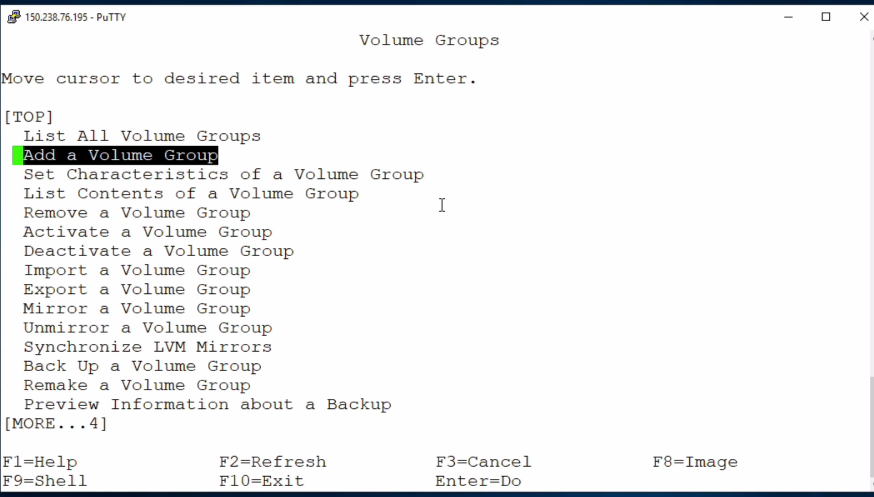 150.238.76.195 - PuTTY
Volume Groups
Move cursor to desired item and press Enter.
[TOP]
List All Volume Groups
Add a Volume Group
Set Characteristics of a Volume Group
List Contents of a Volume Group
Remove a Volume Group
Activate a Volume Group
Deactivate a Volume Group
Import a Volume Group
Export a Volume Group
Mirror a Volume Group
Unmirror a Volume Group
Synchronize LVM Mirrors
Back Up a Volume Group
Remake a Volume Group
Preview Information about a Backup
[MORE...4]
F1=Help F2=Refresh F3=Cancel F8=Image
F9=Shell F10=Exit Enter=Do